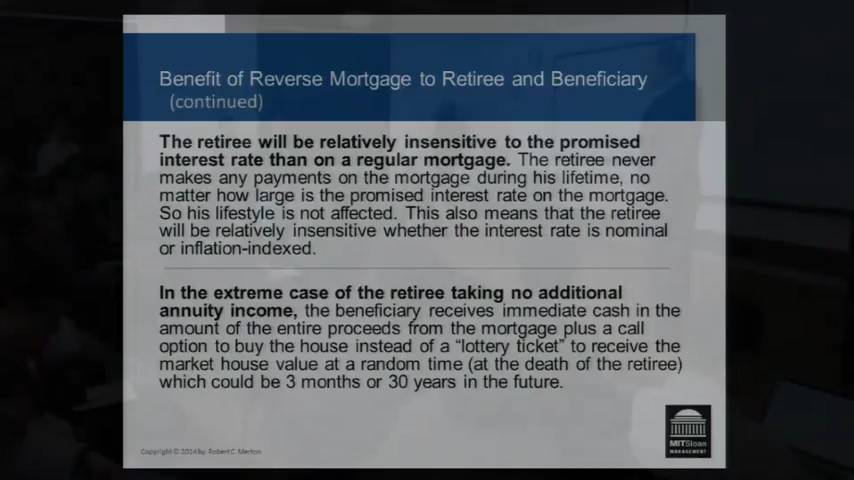 Benefit of Reverse Mortgage to Retiree and Beneficiary
(continued)
The retiree will be relatively insensitive to the promised
interest rate than on a regular mortgage. The retiree never
makes any payments on the mortgage during his lifetime, no
matter how large is the promised interest rate on the mortgage.
So his lifestyle is not affected. This also means that the retiree
will be relatively insensitive whether the interest rate is nominal
or inflation-indexed.
In the extreme case of the retiree taking no additional
annuity income, the beneficiary receives immediate cash in the
amount of the entire proceeds from the mortgage plus a call
option to buy the house instead of a “lottery ticket” to receive the
market house value at a random time (at the death of the retiree)
which could be 3 months or 30 years in the future.
MITSloan
MANAGEMENT
Copyright © 2014 by Robert C. Merton